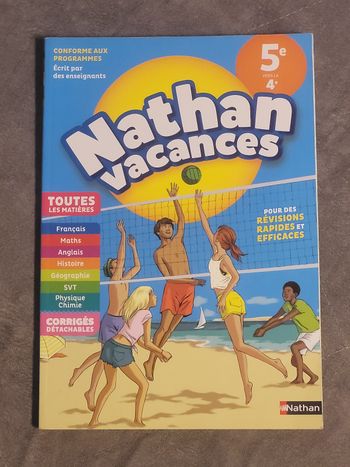 CONFORME AUX
PROGRAMMES
Écrit par
des enseignants
5e
VERS LA
4e
Nathan
vacances
TOUTES
LES MATIÈRES
Français
Maths
Anglais
Histoire
Géographie
SVT
Physique
Chimie
CORRIGÉS
DÉTACHABLES
POUR DES
RÉVISIONS
RAPIDES ET
EFFICACES
Nathan